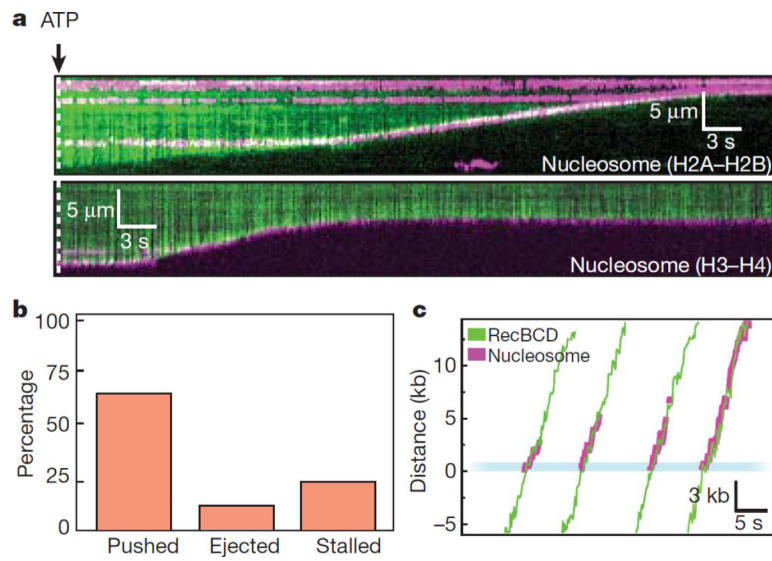 a ATP
5 μm
3 s
Nucleosome (H2A–H2B)
5 μm
3 s
Nucleosome (H3–H4)
b
100
75
50
25
0
Percentage
Pushed Ejected Stalled
c
RecBCD
Nucleosome
10
5
0
−5
Distance (kb)
3 kb
5 s